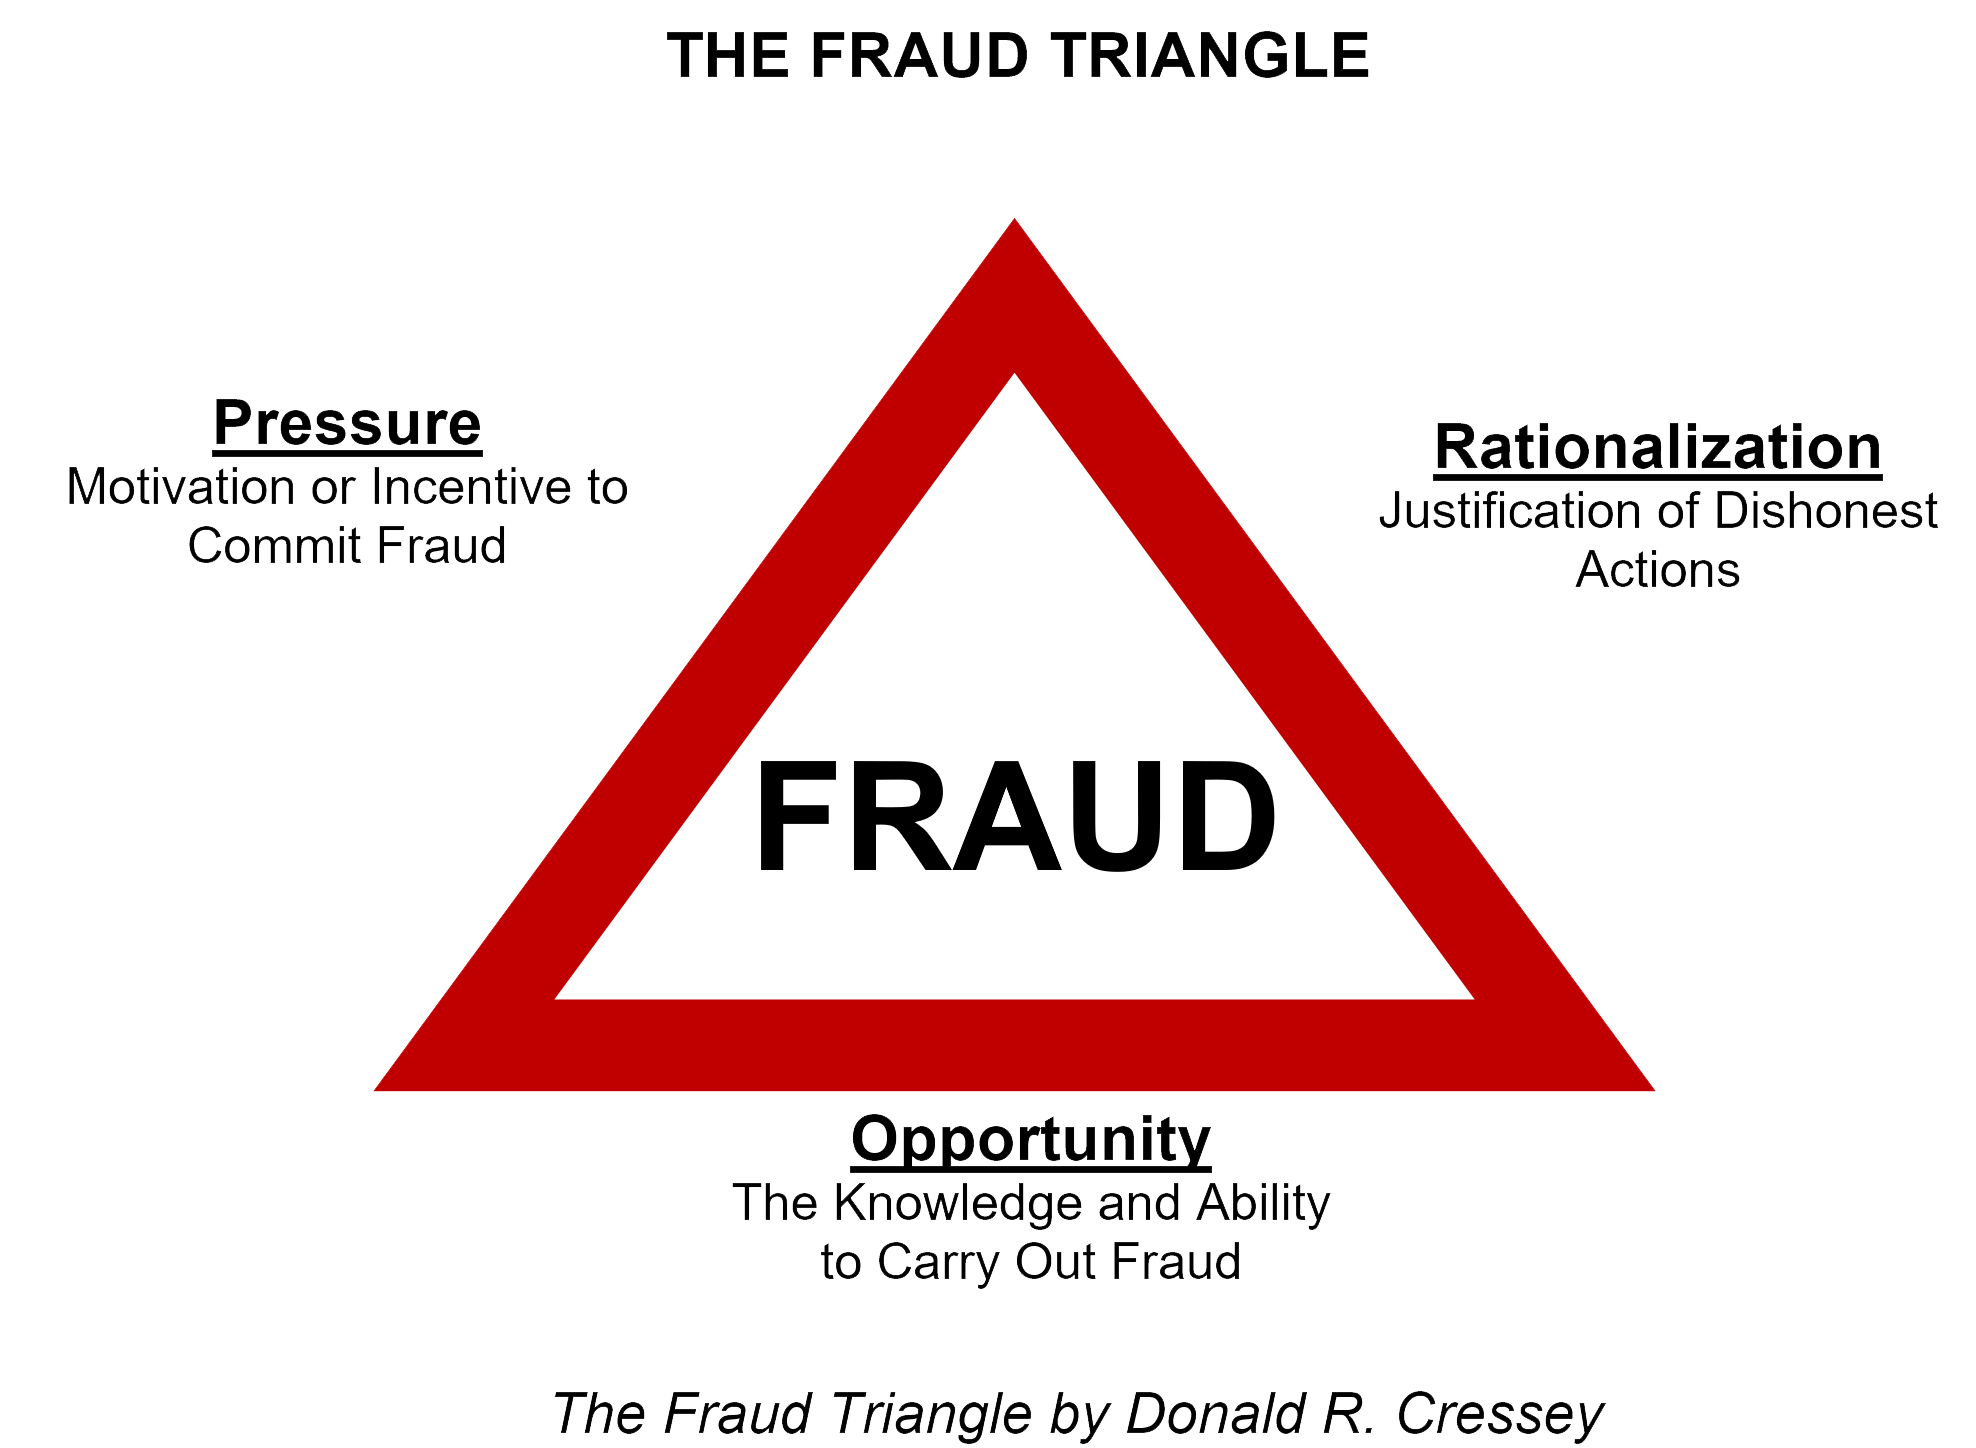 THE FRAUD TRIANGLE
Pressure
Motivation or Incentive to
Commit Fraud
Rationalization
Justification of Dishonest
Actions
FRAUD
Opportunity
The Knowledge and Ability
to Carry Out Fraud
The Fraud Triangle by Donald R. Cressey